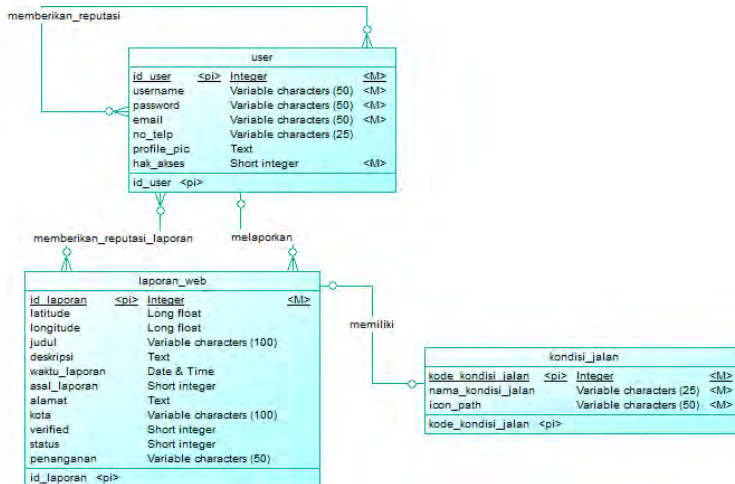 memberikan_reputasi
user
id_user <pi> Integer <M>
username Variable characters (50) <M>
password Variable characters (50) <M>
email Variable characters (50) <M>
no_telp Variable characters (25)
profile_pic Text
hak_akses Short integer <M>
id_user <pi>
memberikan_reputasi_laporan
melaporkan
laporan_web
id_laporan <pi> Integer <M>
latitude Long float
longitude Long float
judul Variable characters (100)
deskripsi Text
waktu_laporan Date & Time
asal_laporan Short integer
alamat Text
kota Variable characters (100)
verified Short integer
status Short integer
penanganan Variable characters (50)
id_laporan <pi>
memiliki
kondisi_jalan
kode_kondisi_jalan <pi> Integer <M>
nama_kondisi_jalan Variable characters (25) <M>
icon_path Variable characters (50) <M>
kode_kondisi_jalan <pi>